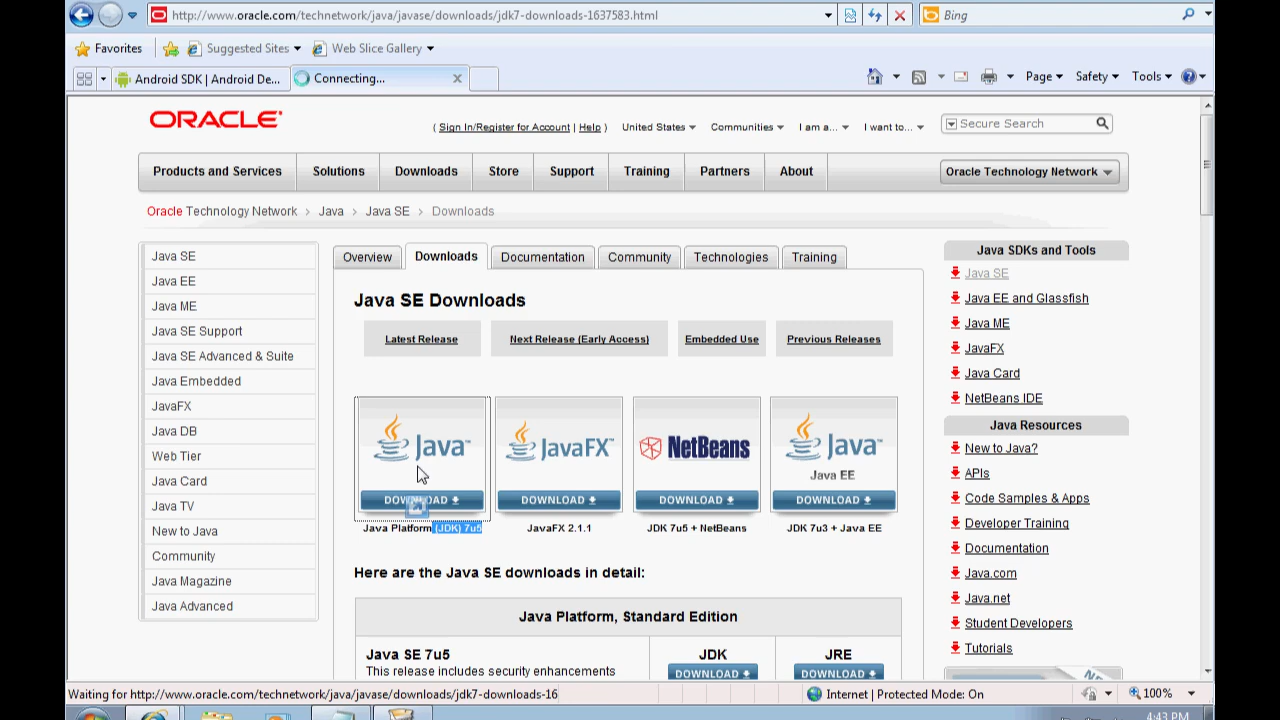 http://www.oracle.com/technetwork/java/javase/downloads/jdk7-downloads-1637583.html
Bing
Favorites
Suggested Sites
Web Slice Gallery
Android SDK | Android De...
Connecting...
Page
Safety
Tools
ORACLE
( Sign In/Register for Account | Help )
United States
Communities
I am a...
I want to...
Secure Search
Products and Services
Solutions
Downloads
Store
Support
Training
Partners
About
Oracle Technology Network
Oracle Technology Network > Java > Java SE > Downloads
Java SE
Java EE
Java ME
Java SE Support
Java SE Advanced & Suite
Java Embedded
JavaFX
Java DB
Web Tier
Java Card
Java TV
New to Java
Community
Java Magazine
Java Advanced
Overview
Downloads
Documentation
Community
Technologies
Training
Java SE Downloads
Latest Release
Next Release (Early Access)
Embedded Use
Previous Releases
Java
DOWNLOAD
Java Platform (JDK) 7u5
JavaFX
DOWNLOAD
JavaFX 2.1.1
NetBeans
DOWNLOAD
JDK 7u5 + NetBeans
Java
Java EE
DOWNLOAD
JDK 7u3 + Java EE
Here are the Java SE downloads in detail:
Java Platform, Standard Edition
Java SE 7u5
This release includes security enhancements
JDK
DOWNLOAD
JRE
DOWNLOAD
Java SDKs and Tools
Java SE
Java EE and Glassfish
Java ME
JavaFX
Java Card
NetBeans IDE
Java Resources
New to Java?
APIs
Code Samples & Apps
Developer Training
Documentation
Java.com
Java.net
Student Developers
Tutorials
Waiting for http://www.oracle.com/technetwork/java/javase/downloads/jdk7-downloads-16
Internet | Protected Mode: On
100%
4:43 PM